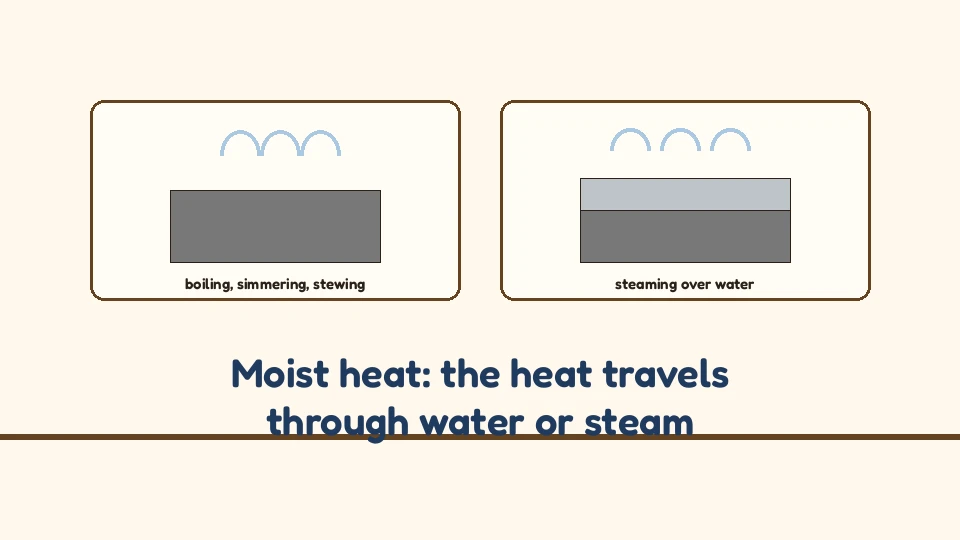 boiling, simmering, stewing
steaming over water
Moist heat: the heat travels
through water or steam